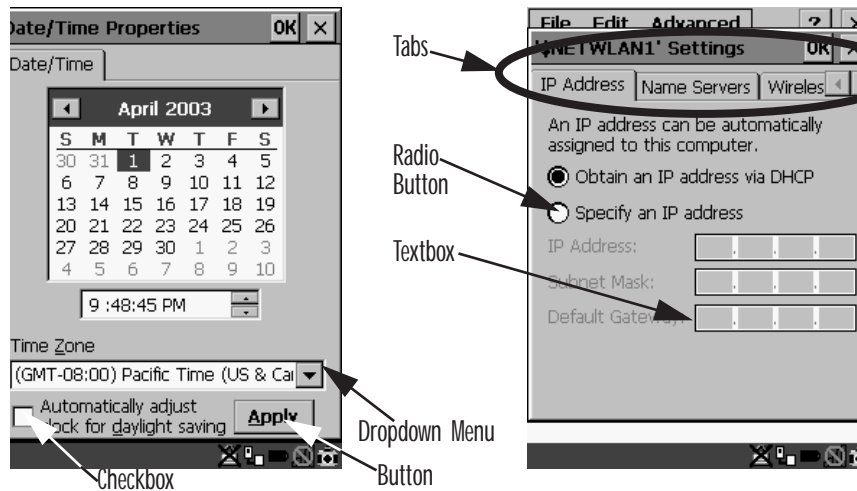 Date/Time Properties OK ×
Date/Time
April 2003
S M T W T F S
30 31 1 2 3 4 5
6 7 8 9 10 11 12
13 14 15 16 17 18 19
20 21 22 23 24 25 26
27 28 29 30 1 2 3
4 5 6 7 8 9 10
9 :48:45 PM
Time Zone
(GMT-08:00) Pacific Time (US & Ca
Automatically adjust
clock for daylight saving
Apply
Checkbox
Button
Dropdown Menu
Tabs
Radio
Button
Textbox
File Edit Advanced ? ×
'$NETWLAN1' Settings OK ×
IP Address Name Servers Wireles
An IP address can be automatically
assigned to this computer.
Obtain an IP address via DHCP
Specify an IP address
IP Address:
Subnet Mask:
Default Gateway: